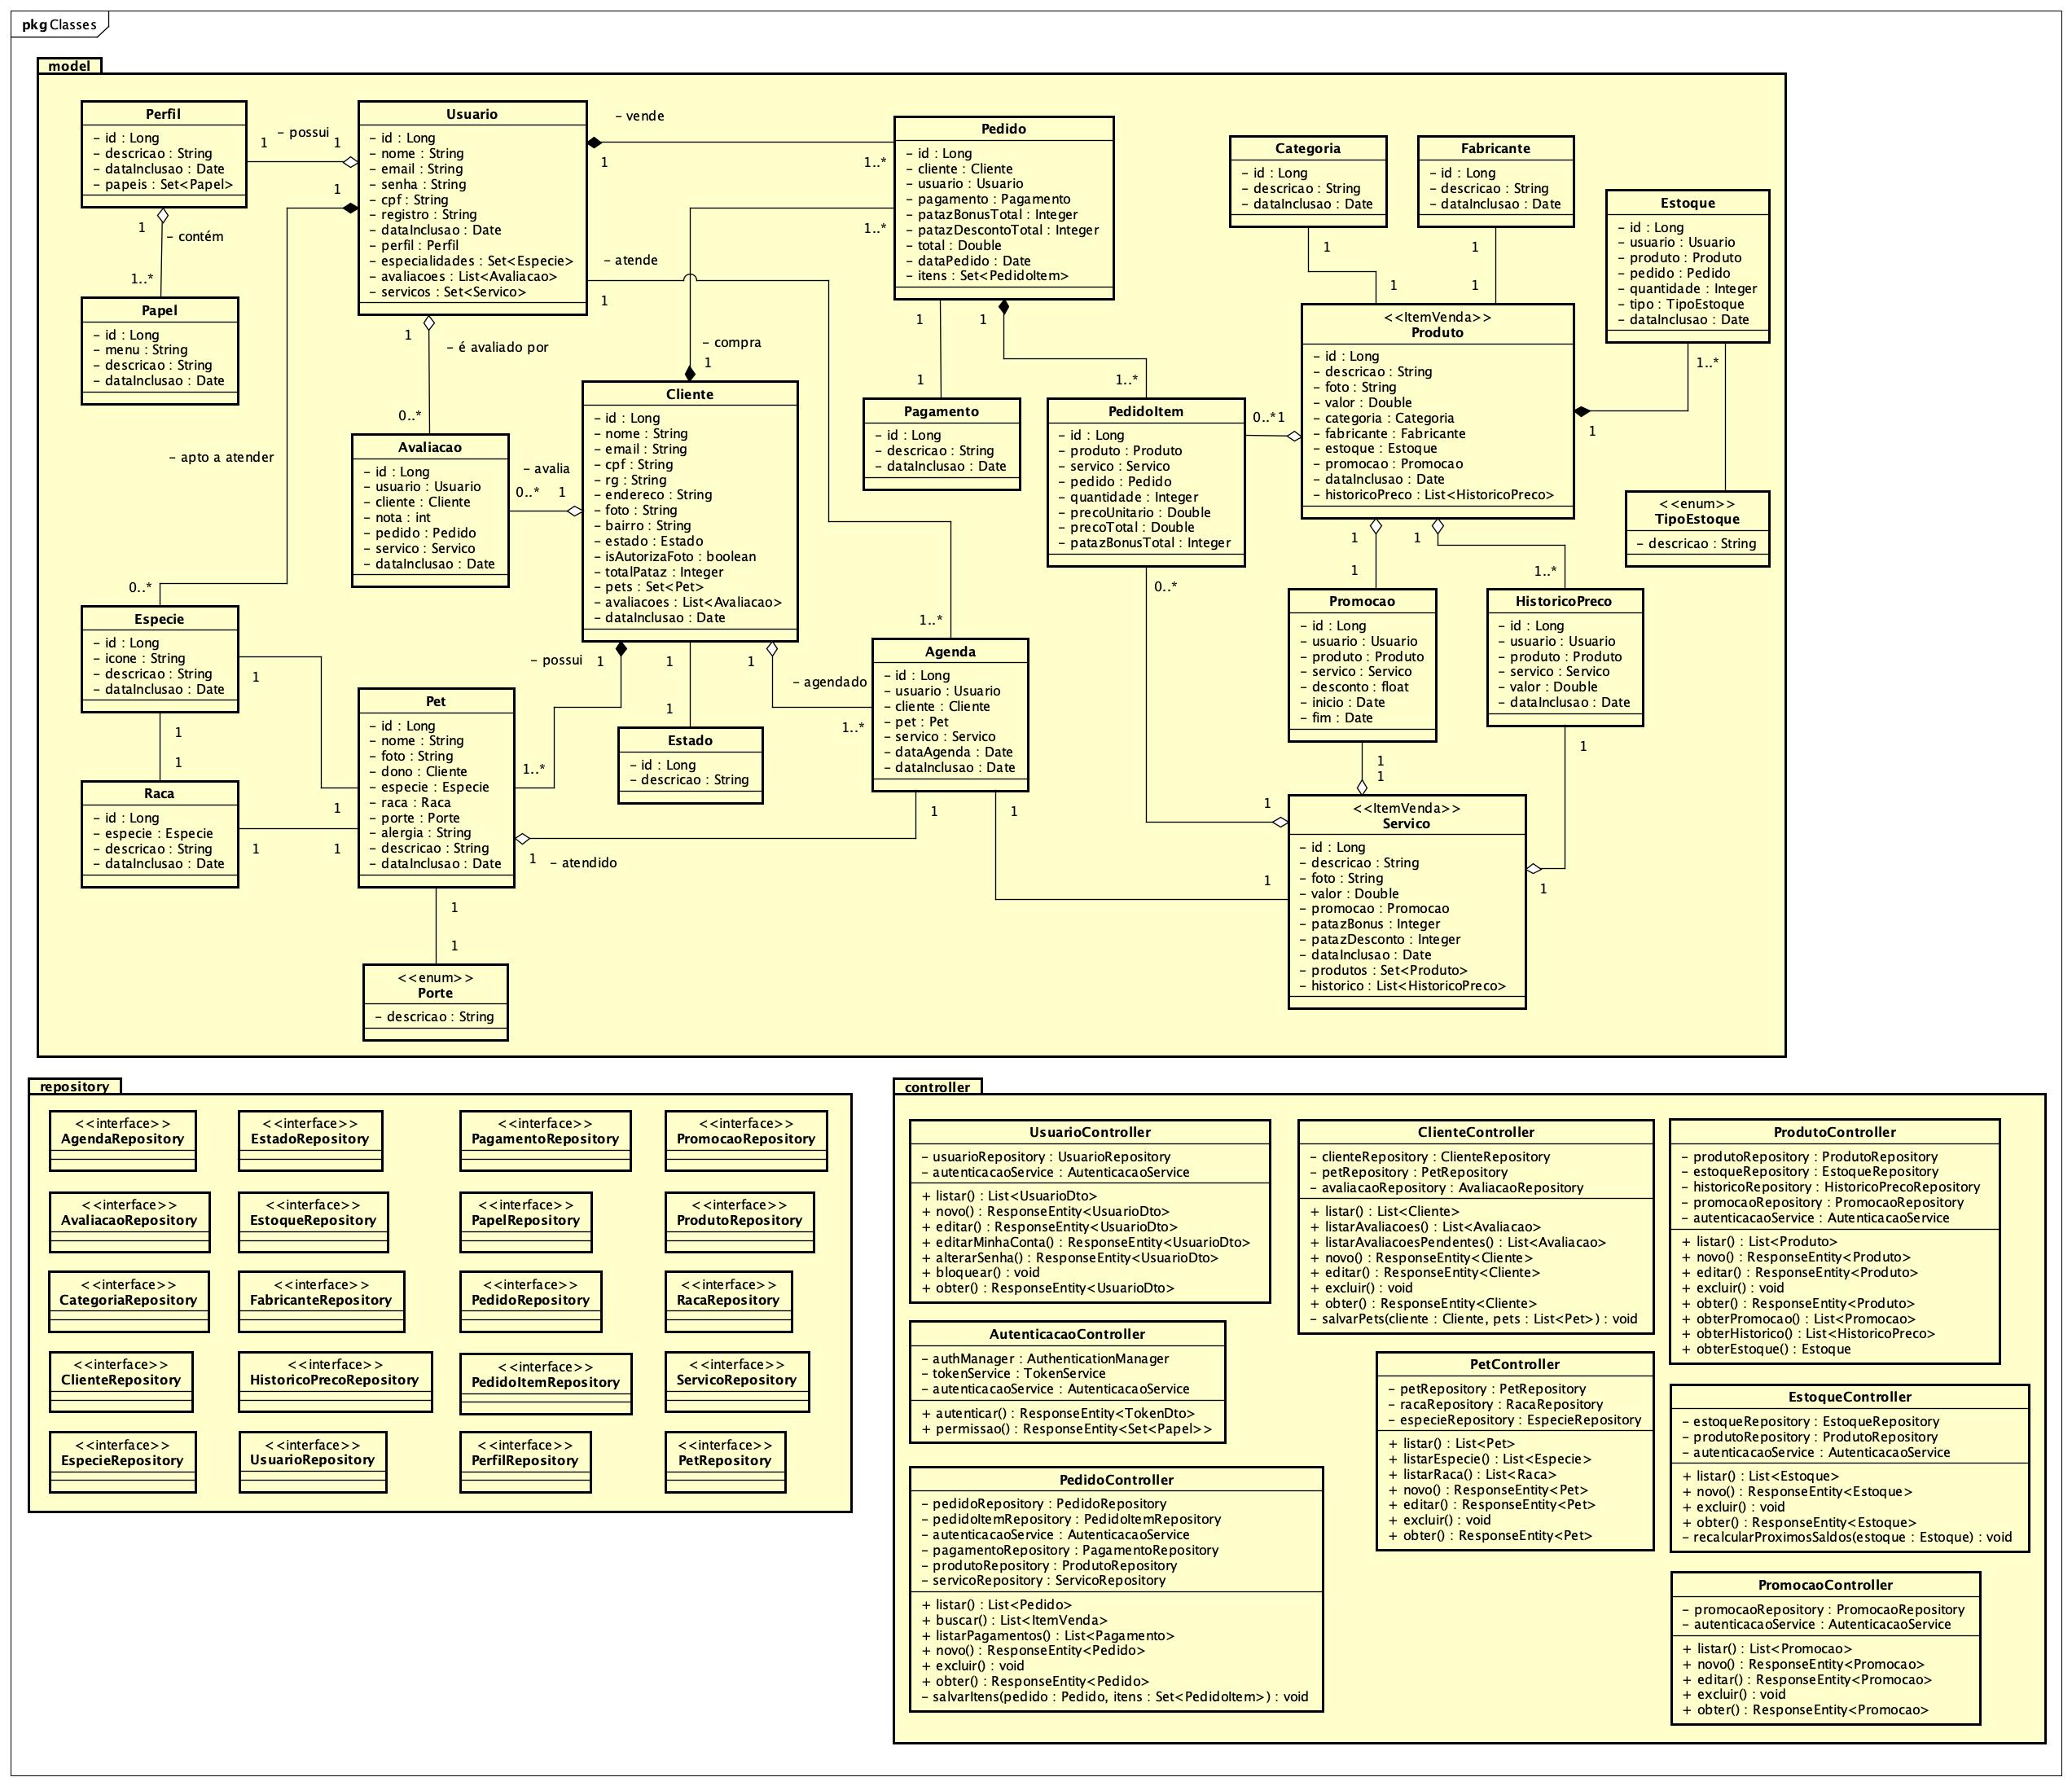 pkg Classes
model
Perfil
– id : Long
– descricao : String
– dataInclusao : Date
– papeis : Set<Papel>
1
– possui
1
Usuario
– id : Long
– nome : String
– email : String
– senha : String
– cpf : String
– registro : String
– dataInclusao : Date
– perfil : Perfil
– especialidades : Set<Especie>
– avaliacoes : List<Avaliacao>
– servicos : Set<Servico>
1
– vende
1
1..*
Pedido
– id : Long
– cliente : Cliente
– usuario : Usuario
– pagamento : Pagamento
– patazBonusTotal : Integer
– patazDescontoTotal : Integer
– total : Double
– dataPedido : Date
– itens : Set<PedidoItem>
1..*
Categoria
– id : Long
– descricao : String
– dataInclusao : Date
Fabricante
– id : Long
– descricao : String
– dataInclusao : Date
Estoque
– id : Long
– usuario : Usuario
– produto : Produto
– pedido : Pedido
– quantidade : Integer
– tipo : TipoEstoque
– dataInclusao : Date
1
– contém
1..*
– atende
1
1
1
1
1
Papel
– id : Long
– menu : String
– descricao : String
– dataInclusao : Date
1
– é avaliado por
0..*
– compra
1
1
1
1
1..*
<<ItemVenda>>
Produto
– id : Long
– descricao : String
– foto : String
– valor : Double
– categoria : Categoria
– fabricante : Fabricante
– estoque : Estoque
– promocao : Promocao
– dataInclusao : Date
– historicoPreco : List<HistoricoPreco>
1..*
1
– apto a atender
0..*
Avaliacao
– id : Long
– usuario : Usuario
– cliente : Cliente
– nota : int
– pedido : Pedido
– servico : Servico
– dataInclusao : Date
– avalia
0..*
1
Cliente
– id : Long
– nome : String
– email : String
– cpf : String
– rg : String
– endereco : String
– foto : String
– bairro : String
– estado : Estado
– isAutorizaFoto : boolean
– totalPataz : Integer
– pets : Set<Pet>
– avaliacoes : List<Avaliacao>
– dataInclusao : Date
Pagamento
– id : Long
– descricao : String
– dataInclusao : Date
PedidoItem
– id : Long
– produto : Produto
– servico : Servico
– pedido : Pedido
– quantidade : Integer
– precoUnitario : Double
– precoTotal : Double
– patazBonusTotal : Integer
0..*
1
0..*
<<enum>>
TipoEstoque
– descricao : String
1
1
1
1..*
Especie
– id : Long
– icone : String
– descricao : String
– dataInclusao : Date
1
1
1
– possui
1
1..*
1
1
1
– agendado
1..*
1..*
Agenda
– id : Long
– usuario : Usuario
– cliente : Cliente
– pet : Pet
– servico : Servico
– dataAgenda : Date
– dataInclusao : Date
Promocao
– id : Long
– usuario : Usuario
– produto : Produto
– servico : Servico
– desconto : float
– inicio : Date
– fim : Date
HistoricoPreco
– id : Long
– usuario : Usuario
– produto : Produto
– servico : Servico
– valor : Double
– dataInclusao : Date
Pet
– id : Long
– nome : String
– foto : String
– dono : Cliente
– especie : Especie
– raca : Raca
– porte : Porte
– alergia : String
– descricao : String
– dataInclusao : Date
Estado
– id : Long
– descricao : String
1
1
1
Raca
– id : Long
– especie : Especie
– descricao : String
– dataInclusao : Date
1
1
1
1
– atendido
1
1
1
1
1
<<ItemVenda>>
Servico
– id : Long
– descricao : String
– foto : String
– valor : Double
– promocao : Promocao
– patazBonus : Integer
– patazDesconto : Integer
– dataInclusao : Date
– produtos : Set<Produto>
– historico : List<HistoricoPreco>
1
1
<<enum>>
Porte
– descricao : String
repository
<<interface>>
AgendaRepository
<<interface>>
EstadoRepository
<<interface>>
PagamentoRepository
<<interface>>
PromocaoRepository
<<interface>>
AvaliacaoRepository
<<interface>>
EstoqueRepository
<<interface>>
PapelRepository
<<interface>>
ProdutoRepository
<<interface>>
CategoriaRepository
<<interface>>
FabricanteRepository
<<interface>>
PedidoRepository
<<interface>>
RacaRepository
<<interface>>
ClienteRepository
<<interface>>
HistoricoPrecoRepository
<<interface>>
PedidoItemRepository
<<interface>>
ServicoRepository
<<interface>>
EspecieRepository
<<interface>>
UsuarioRepository
<<interface>>
PerfilRepository
<<interface>>
PetRepository
controller
UsuarioController
– usuarioRepository : UsuarioRepository
– autenticacaoService : AutenticacaoService
+ listar() : List<UsuarioDto>
+ novo() : ResponseEntity<UsuarioDto>
+ editar() : ResponseEntity<UsuarioDto>
+ editarMinhaConta() : ResponseEntity<UsuarioDto>
+ alterarSenha() : ResponseEntity<UsuarioDto>
+ bloquear() : void
+ obter() : ResponseEntity<UsuarioDto>
AutenticacaoController
– authManager : AuthenticationManager
– tokenService : TokenService
– autenticacaoService : AutenticacaoService
+ autenticar() : ResponseEntity<TokenDto>
+ permissao() : ResponseEntity<Set<Papel>>
PedidoController
– pedidoRepository : PedidoRepository
– pedidoItemRepository : PedidoItemRepository
– autenticacaoService : AutenticacaoService
– pagamentoRepository : PagamentoRepository
– produtoRepository : ProdutoRepository
– servicoRepository : ServicoRepository
+ listar() : List<Pedido>
+ buscar() : List<ItemVenda>
+ listarPagamentos() : List<Pagamento>
+ novo() : ResponseEntity<Pedido>
+ excluir() : void
+ obter() : ResponseEntity<Pedido>
– salvarItens(pedido : Pedido, itens : Set<PedidoItem>) : void
ClienteController
– clienteRepository : ClienteRepository
– petRepository : PetRepository
– avaliacaoRepository : AvaliacaoRepository
+ listar() : List<Cliente>
+ listarAvaliacoes() : List<Avaliacao>
+ listarAvaliacoesPendentes() : List<Avaliacao>
+ novo() : ResponseEntity<Cliente>
+ editar() : ResponseEntity<Cliente>
+ excluir() : void
+ obter() : ResponseEntity<Cliente>
– salvarPets(cliente : Cliente, pets : List<Pet>) : void
PetController
– petRepository : PetRepository
– racaRepository : RacaRepository
– especieRepository : EspecieRepository
+ listar() : List<Pet>
+ listarEspecie() : List<Especie>
+ listarRaca() : List<Raca>
+ novo() : ResponseEntity<Pet>
+ editar() : ResponseEntity<Pet>
+ excluir() : void
+ obter() : ResponseEntity<Pet>
ProdutoController
– produtoRepository : ProdutoRepository
– estoqueRepository : EstoqueRepository
– historicoRepository : HistoricoPrecoRepository
– promocaoRepository : PromocaoRepository
– autenticacaoService : AutenticacaoService
+ listar() : List<Produto>
+ novo() : ResponseEntity<Produto>
+ editar() : ResponseEntity<Produto>
+ excluir() : void
+ obter() : ResponseEntity<Produto>
+ obterPromocao() : List<Promocao>
+ obterHistorico() : List<HistoricoPreco>
+ obterEstoque() : Estoque
EstoqueController
– estoqueRepository : EstoqueRepository
– produtoRepository : ProdutoRepository
– autenticacaoService : AutenticacaoService
+ listar() : List<Estoque>
+ novo() : ResponseEntity<Estoque>
+ excluir() : void
+ obter() : ResponseEntity<Estoque>
– recalcularProximosSaldos(estoque : Estoque) : void
PromocaoController
– promocaoRepository : PromocaoRepository
– autenticacaoService : AutenticacaoService
+ listar() : List<Promocao>
+ novo() : ResponseEntity<Promocao>
+ editar() : ResponseEntity<Promocao>
+ excluir() : void
+ obter() : ResponseEntity<Promocao>